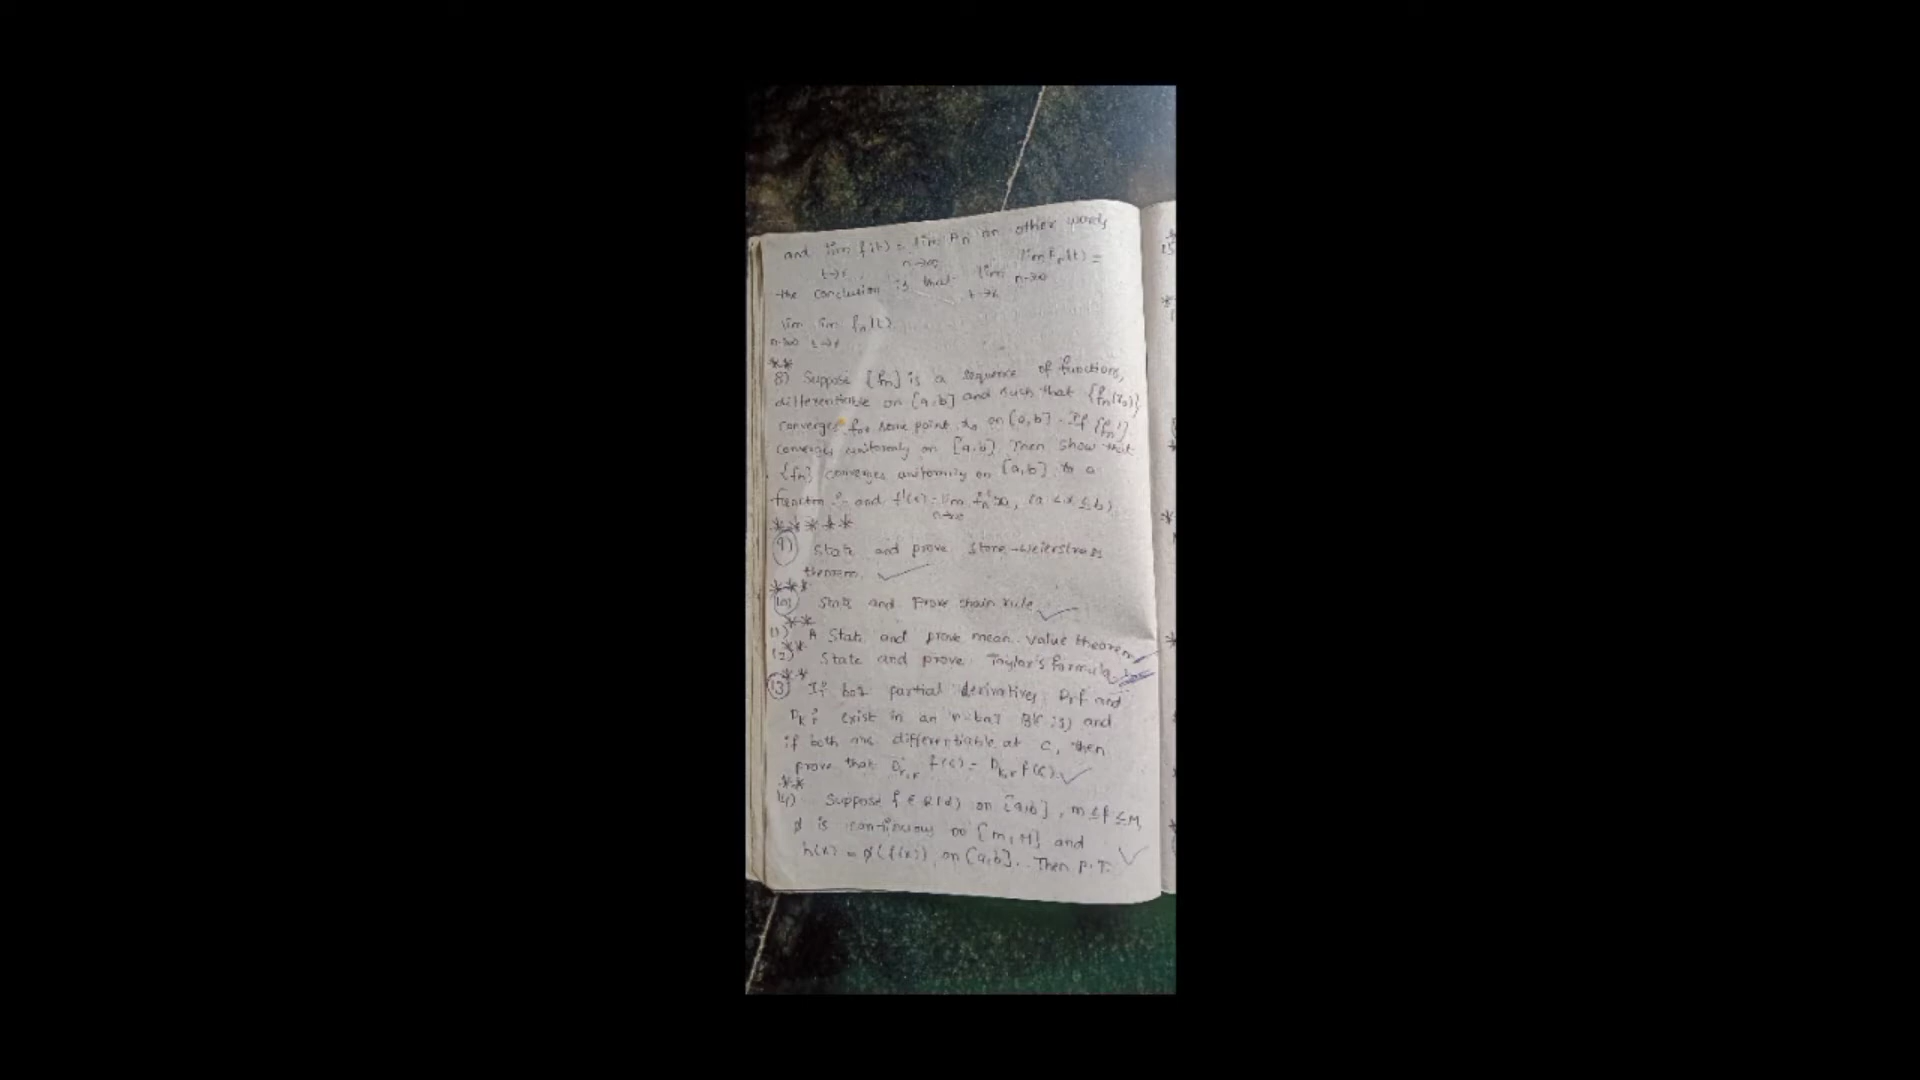 and lim f(t) = lim An in other words
t→x n→∞
the conclusion is that lim lim Fn(t) =
t→x n→∞
lim lim fn(t)
n→∞ t→x
**
8) Suppose {fn} is a sequence of functions,
differentiable on [a,b] and such that {fn(x0)}
converges for some point x0 on [a,b]. If {fn'}
converges uniformly on [a,b] Then show that
{fn} converges uniformly on [a,b] to a
function and f'(x) = lim fn'(x), (a < x ≤ b).
n→∞
*****
9) State and prove Stone-Weierstrass
theorem
***
10) State and Prove chain rule
**
11) A State and prove mean value theorem
**
12) State and prove Taylor's formula
**
13) If both partial derivatives Drf and
Dkf exist in an n-ball B( ;s) and
if both are differentiable at c, then
prove that f(c) = Dk,r f(c)
**
14) Suppose f ∈ R(α) on [a,b], m ≤ f ≤ M,
ø is continuous on [m,M] and
h(x) = ø(f(x)) on [a,b]. Then P.T.